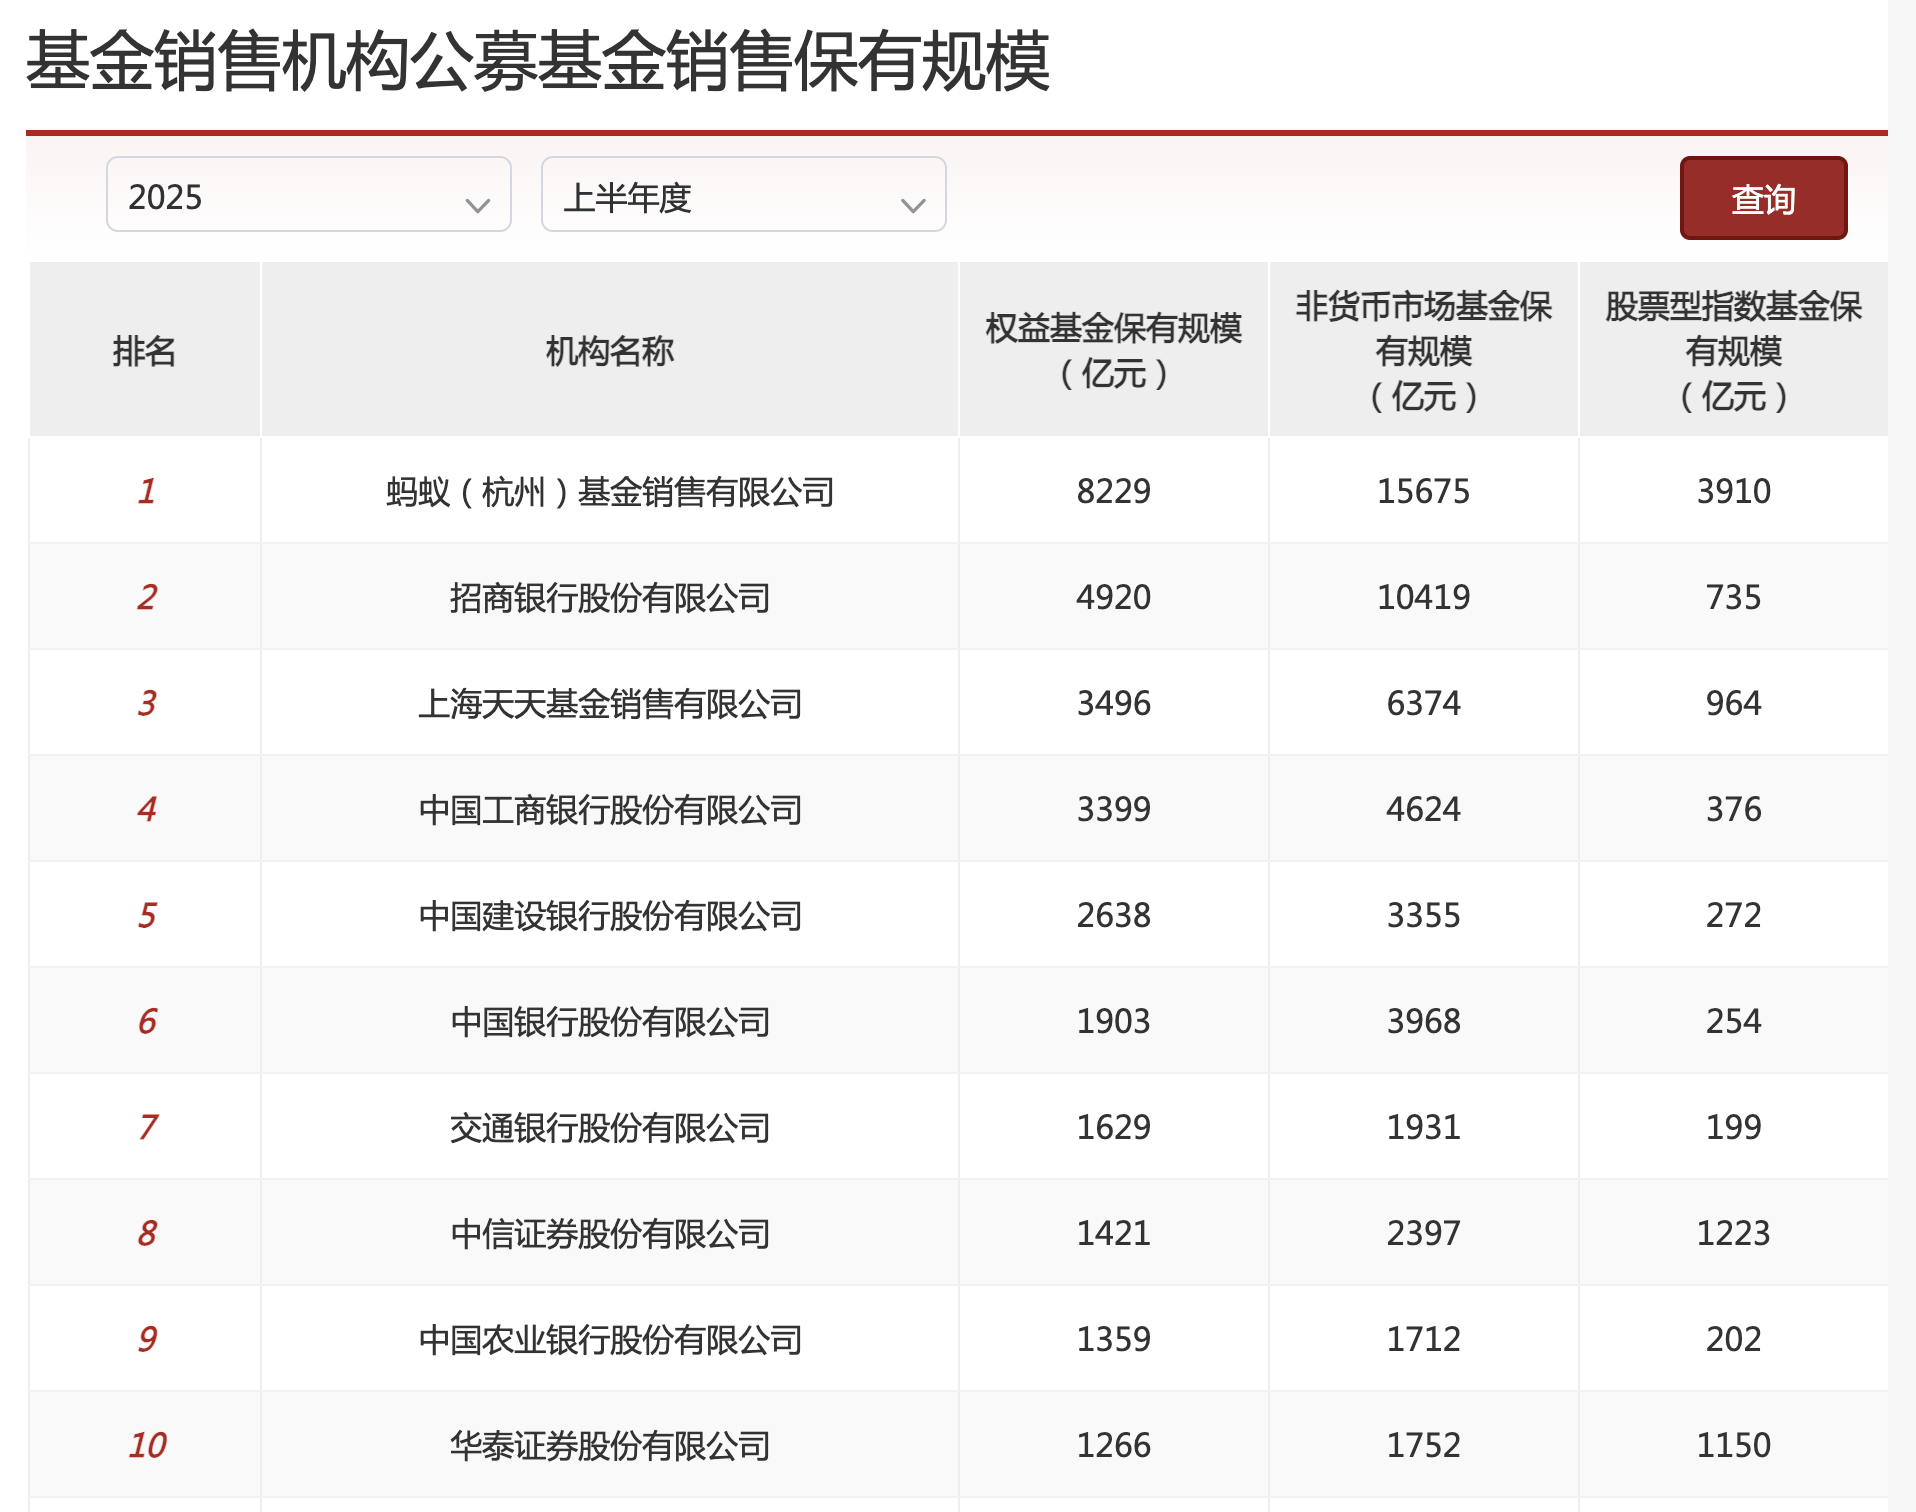 基金销售机构公募基金销售保有规模
2025 上半年度 查询
排名 机构名称 权益基金保有规模
（亿元） 非货币市场基金保
有规模
（亿元） 股票型指数基金保
有规模
（亿元）
1 蚂蚁（杭州）基金销售有限公司 8229 15675 3910
2 招商银行股份有限公司 4920 10419 735
3 上海天天基金销售有限公司 3496 6374 964
4 中国工商银行股份有限公司 3399 4624 376
5 中国建设银行股份有限公司 2638 3355 272
6 中国银行股份有限公司 1903 3968 254
7 交通银行股份有限公司 1629 1931 199
8 中信证券股份有限公司 1421 2397 1223
9 中国农业银行股份有限公司 1359 1712 202
10 华泰证券股份有限公司 1266 1752 1150